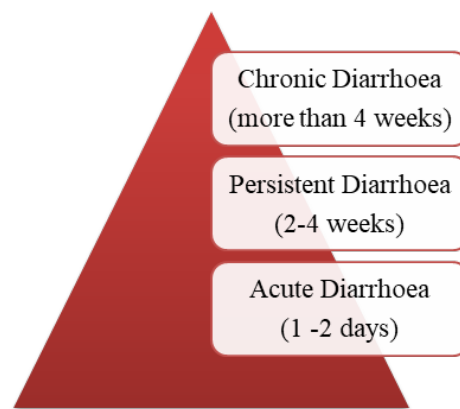 Chronic Diarrhoea
(more than 4 weeks)
Persistent Diarrhoea
(2-4 weeks)
Acute Diarrhoea
(1 -2 days)